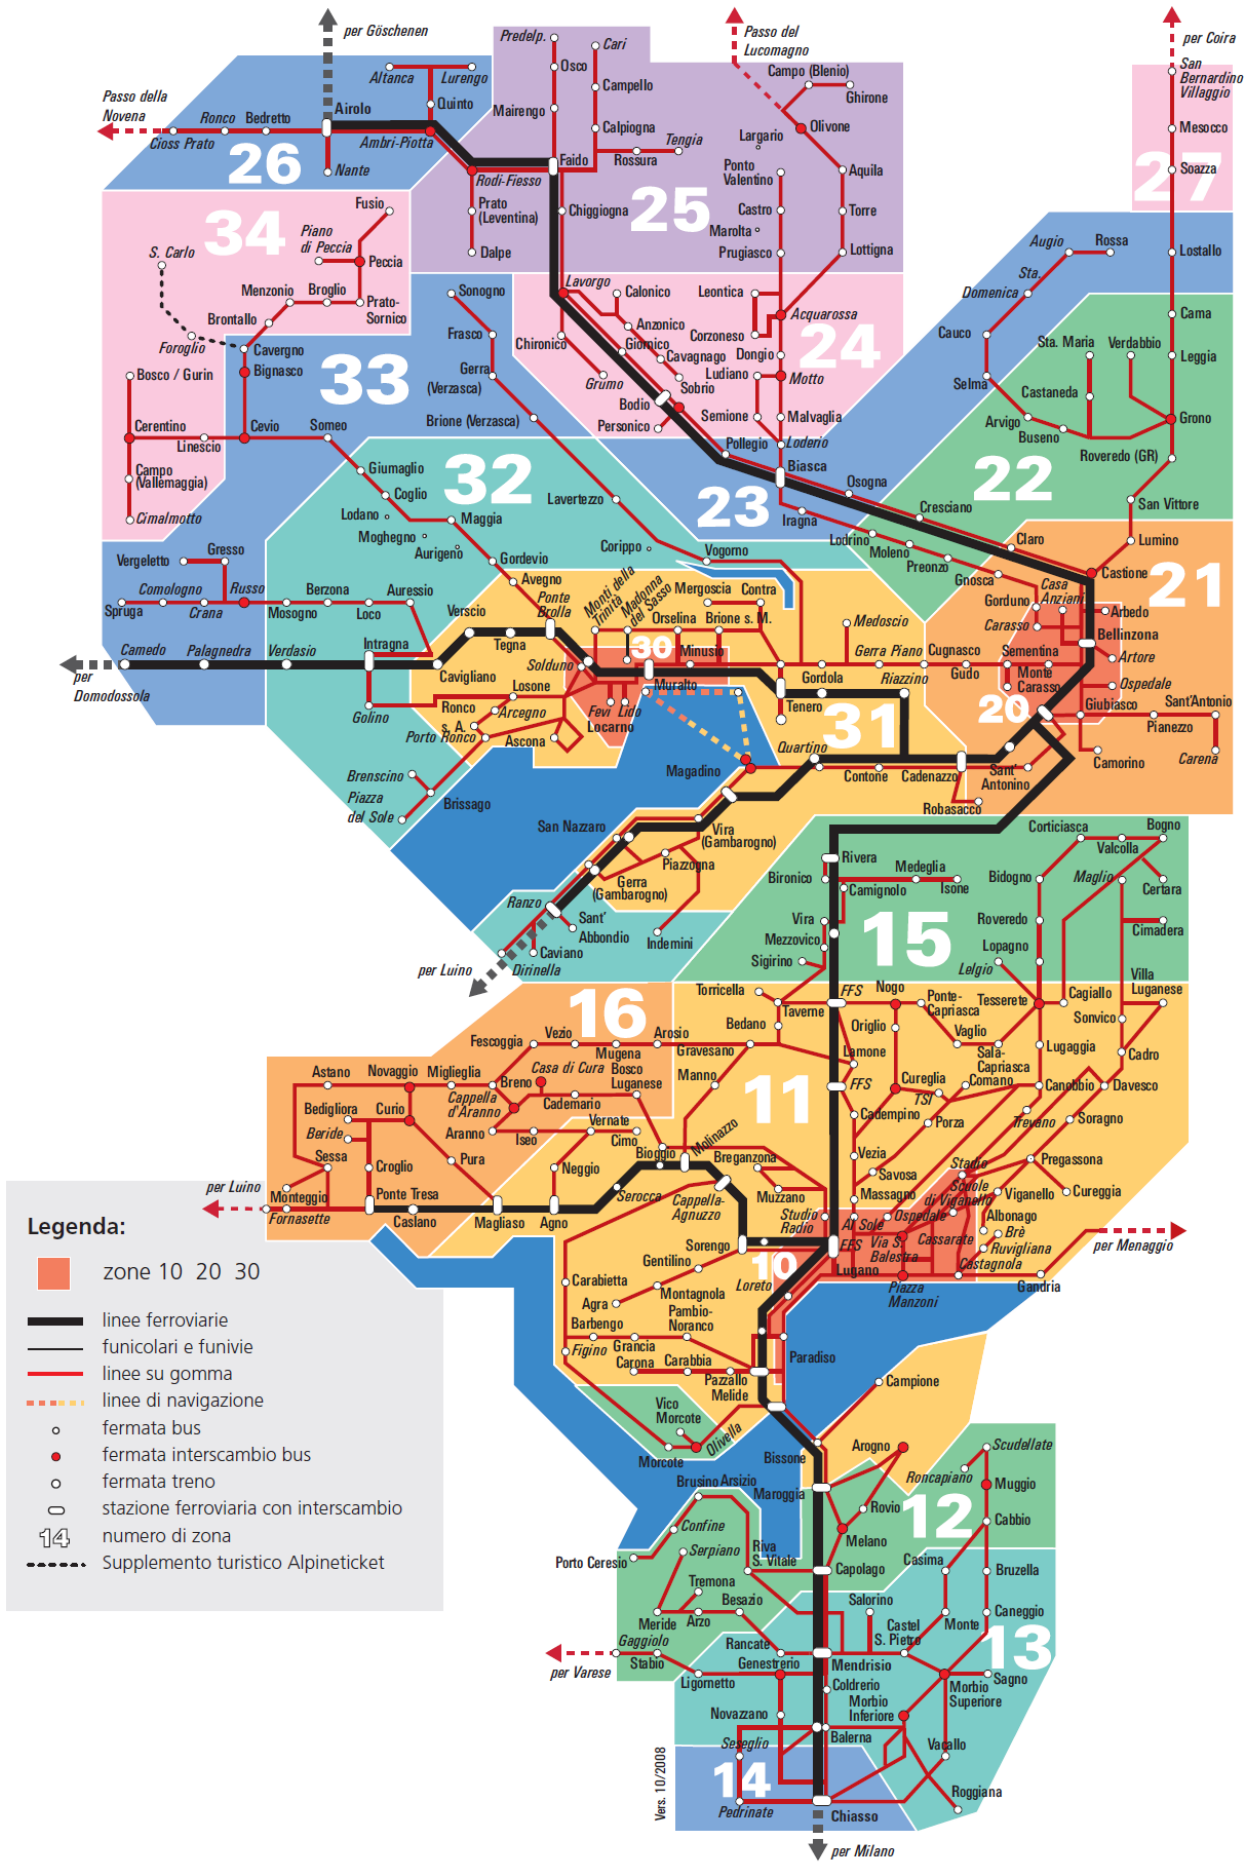 per Göschenen
Passo del
Lucomagno
per Coira
Predelp.
Cari
San
Bernardino
Villaggio
Altanca
Lurengo
Osco
Campo (Blenio)
Campello
Ghirone
Passo della
Novena
Ronco
Bedretto
Airolo
Quinto
Mairengo
Olivone
Mesocco
Cioss Prato
Ambri-Piotta
Calpiogna
Tengia
Largario
26
Nante
Rodi-Fiesso
Faido
Rossura
Ponto
Valentino
Aquila
Soazza
27
Fusio
Prato
(Leventina)
Chiggiogna
25
Castro
Torre
34
Piano
di Peccia
Marolta
Augio
Rossa
S. Carlo
Peccia
Dalpe
Prugiasco
Lottigna
Lostallo
Sta.
Domenica
Menzonio
Broglio
Prato-
Sornico
Sonogno
Lavorgo
Calonico
Leontica
Acquarossa
Cama
Brontallo
Frasco
Anzonico
Corzoneso
24
Cauco
Sta. Maria
Verdabbio
Foroglio
Cavergno
Chironico
Giornico
Cavagnago
Dongio
Leggia
Bosco / Gurin
Bignasco
33
Gerra
(Verzasca)
Grumo
Sobrio
Ludiano
Motto
Selma
Castaneda
Bodio
Brione (Verzasca)
Personico
Semione
Malvaglia
Arvigo
Grono
Cerentino
Linescio
Cevio
Someo
Pollegio
Loderio
Buseno
Roveredo (GR)
Campo
(Vallemaggia)
Giumaglio
32
Biasca
22
Coglio
Lavertezzo
23
Osogna
San Vittore
Cimalmotto
Lodano
Maggia
Iragna
Cresciano
Moghegno
Aurigeno
Corippo
Vogorno
Lodrino
Claro
Lumino
Vergeletto
Gresso
Gordevio
Moleno
Preonzo
Comologno
Russo
Berzona
Auressio
Avegno
Monti della
Trinità
Madonna
del Sasso
Mergoscia
Contra
Gnosca
Casa
Anziani
Castione
21
Spruga
Crana
Mosogno
Loco
Verscio
Ponte
Brolla
Orselina
Brione s. M.
Medoscio
Gorduno
Carasso
Arbedo
Bellinzona
Intragna
Tegna
30
Minusio
Gerra Piano
Cugnasco
Sementina
Artore
Camedo
Palagnedra
Verdasio
Cavigliano
Solduno
Muralto
Gordola
Riazzino
Gudo
Monte
Carasso
Ospedale
per
Domodossola
Losone
Fevi
Lido
Tenero
20
Giubiasco
Sant'Antonio
Golino
Ronco
s. A.
Arcegno
Locarno
31
Pianezzo
Porto Ronco
Ascona
Quartino
Carena
Magadino
Contone
Cadenazzo
Sant'
Antonino
Camorino
Brenscino
Piazza
del Sole
Brissago
Robasacco
San Nazzaro
Vira
(Gambarogno)
Corticiasca
Bogno
Piazzogna
Rivera
Valcolla
Gerra
(Gambarogno)
Bironico
Medeglia
Bidogno
Maglio
Camignolo
Isone
Certara
Ranzo
Sant'
Abbondio
Vira
15
Roveredo
Cimadera
Caviano
Indemini
Mezzovico
Lopagno
per Luino
Dirinella
Sigirino
Lelgio
Villa
Luganese
16
Torricella
FFS
Nogo
Ponte-
Capriasca
Tesserete
Cagiallo
Taverne
Sonvico
Fescoggia
Vezio
Arosio
Bedano
Origlio
Vaglio
Mugena
Gravesano
Lamone
Sala-
Capriasca
Lugaggia
Cadro
Astano
Novaggio
Miglieglia
Breno
Casa di Cura
Bosco
Luganese
Manno
11
FFS
Cureglia
Comano
Canobbio
Davesco
Bedigliora
Curio
Cappella
d'Aranno
Cademario
TSI
Beride
Aranno
Iseo
Vernate
Cimo
Cadempino
Porza
Trevano
Soragno
Sessa
Pura
Bioggio
Molinazzo
Breganzona
Vezia
Stadio
Pregassona
Croglio
Neggio
Savosa
Scuole
di Viganello
per Luino
Monteggio
Ponte Tresa
Serocca
Cappella-
Agnuzzo
Muzzano
Massagno
Viganello
Cureggia
Fornasette
Caslano
Magliaso
Agno
Studio
Radio
Al Sole
Ospedale
Albonago
Legenda:
Sorengo
FFS
Via S.
Balestra
Cassarate
Brè
per Menaggio
zone 10 20 30
Gentilino
10
Lugano
Ruvigliana
Carabietta
Loreto
Castagnola
linee ferroviarie
Agra
Montagnola
Piazza
Manzoni
Gandria
Barbengo
Pambio-
Noranco
funicolari e funivie
Figino
Grancia
linee su gomma
Carona
Carabbia
Paradiso
linee di navigazione
Pazzallo
Melide
Campione
fermata bus
Vico
Morcote
fermata interscambio bus
Morcote
Olivella
Bissone
Arogno
Scudellate
fermata treno
Brusino Arsizio
Maroggia
Roncapiano
Muggio
stazione ferroviaria con interscambio
Rovio
12
Confine
Cabbio
14 numero di zona
Melano
Supplemento turistico Alpineticket
Porto Ceresio
Serpiano
Riva
S. Vitale
Capolago
Casima
Bruzella
Tremona
Besazio
Salorino
Meride
Arzo
Castel
S. Pietro
Monte
Caneggio
Gaggiolo
Rancate
13
per Varese
Stabio
Genestrerio
Mendrisio
Sagno
Ligornetto
Coldrerio
Morbio
Superiore
Novazzano
Morbio
Inferiore
Seseglio
Balerna
Vacallo
14
Roggiana
Pedrinate
Chiasso
Vers. 10/2008
per Milano